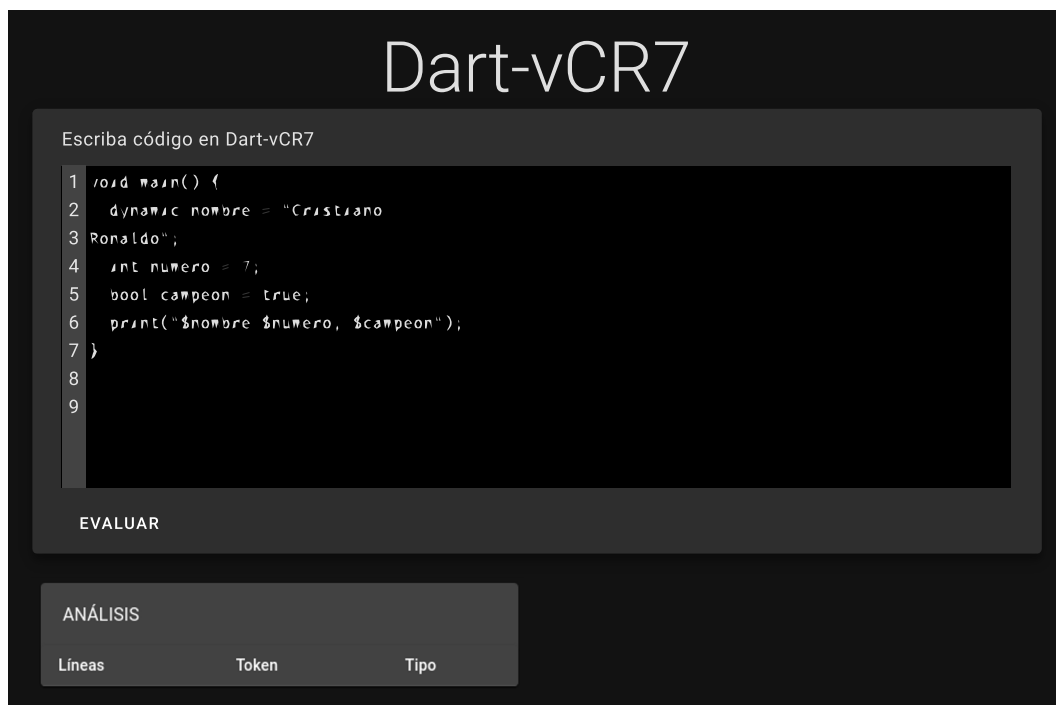 Dart-vCR7
Escriba código en Dart-vCR7
1 void main() {
2 dynamic nombre = "Cristiano
3 Ronaldo";
4 int numero = 7;
5 bool campeon = true;
6 print("$nombre $numero, $campeon");
7 }
8
9
EVALUAR
ANÁLISIS
Líneas Token Tipo